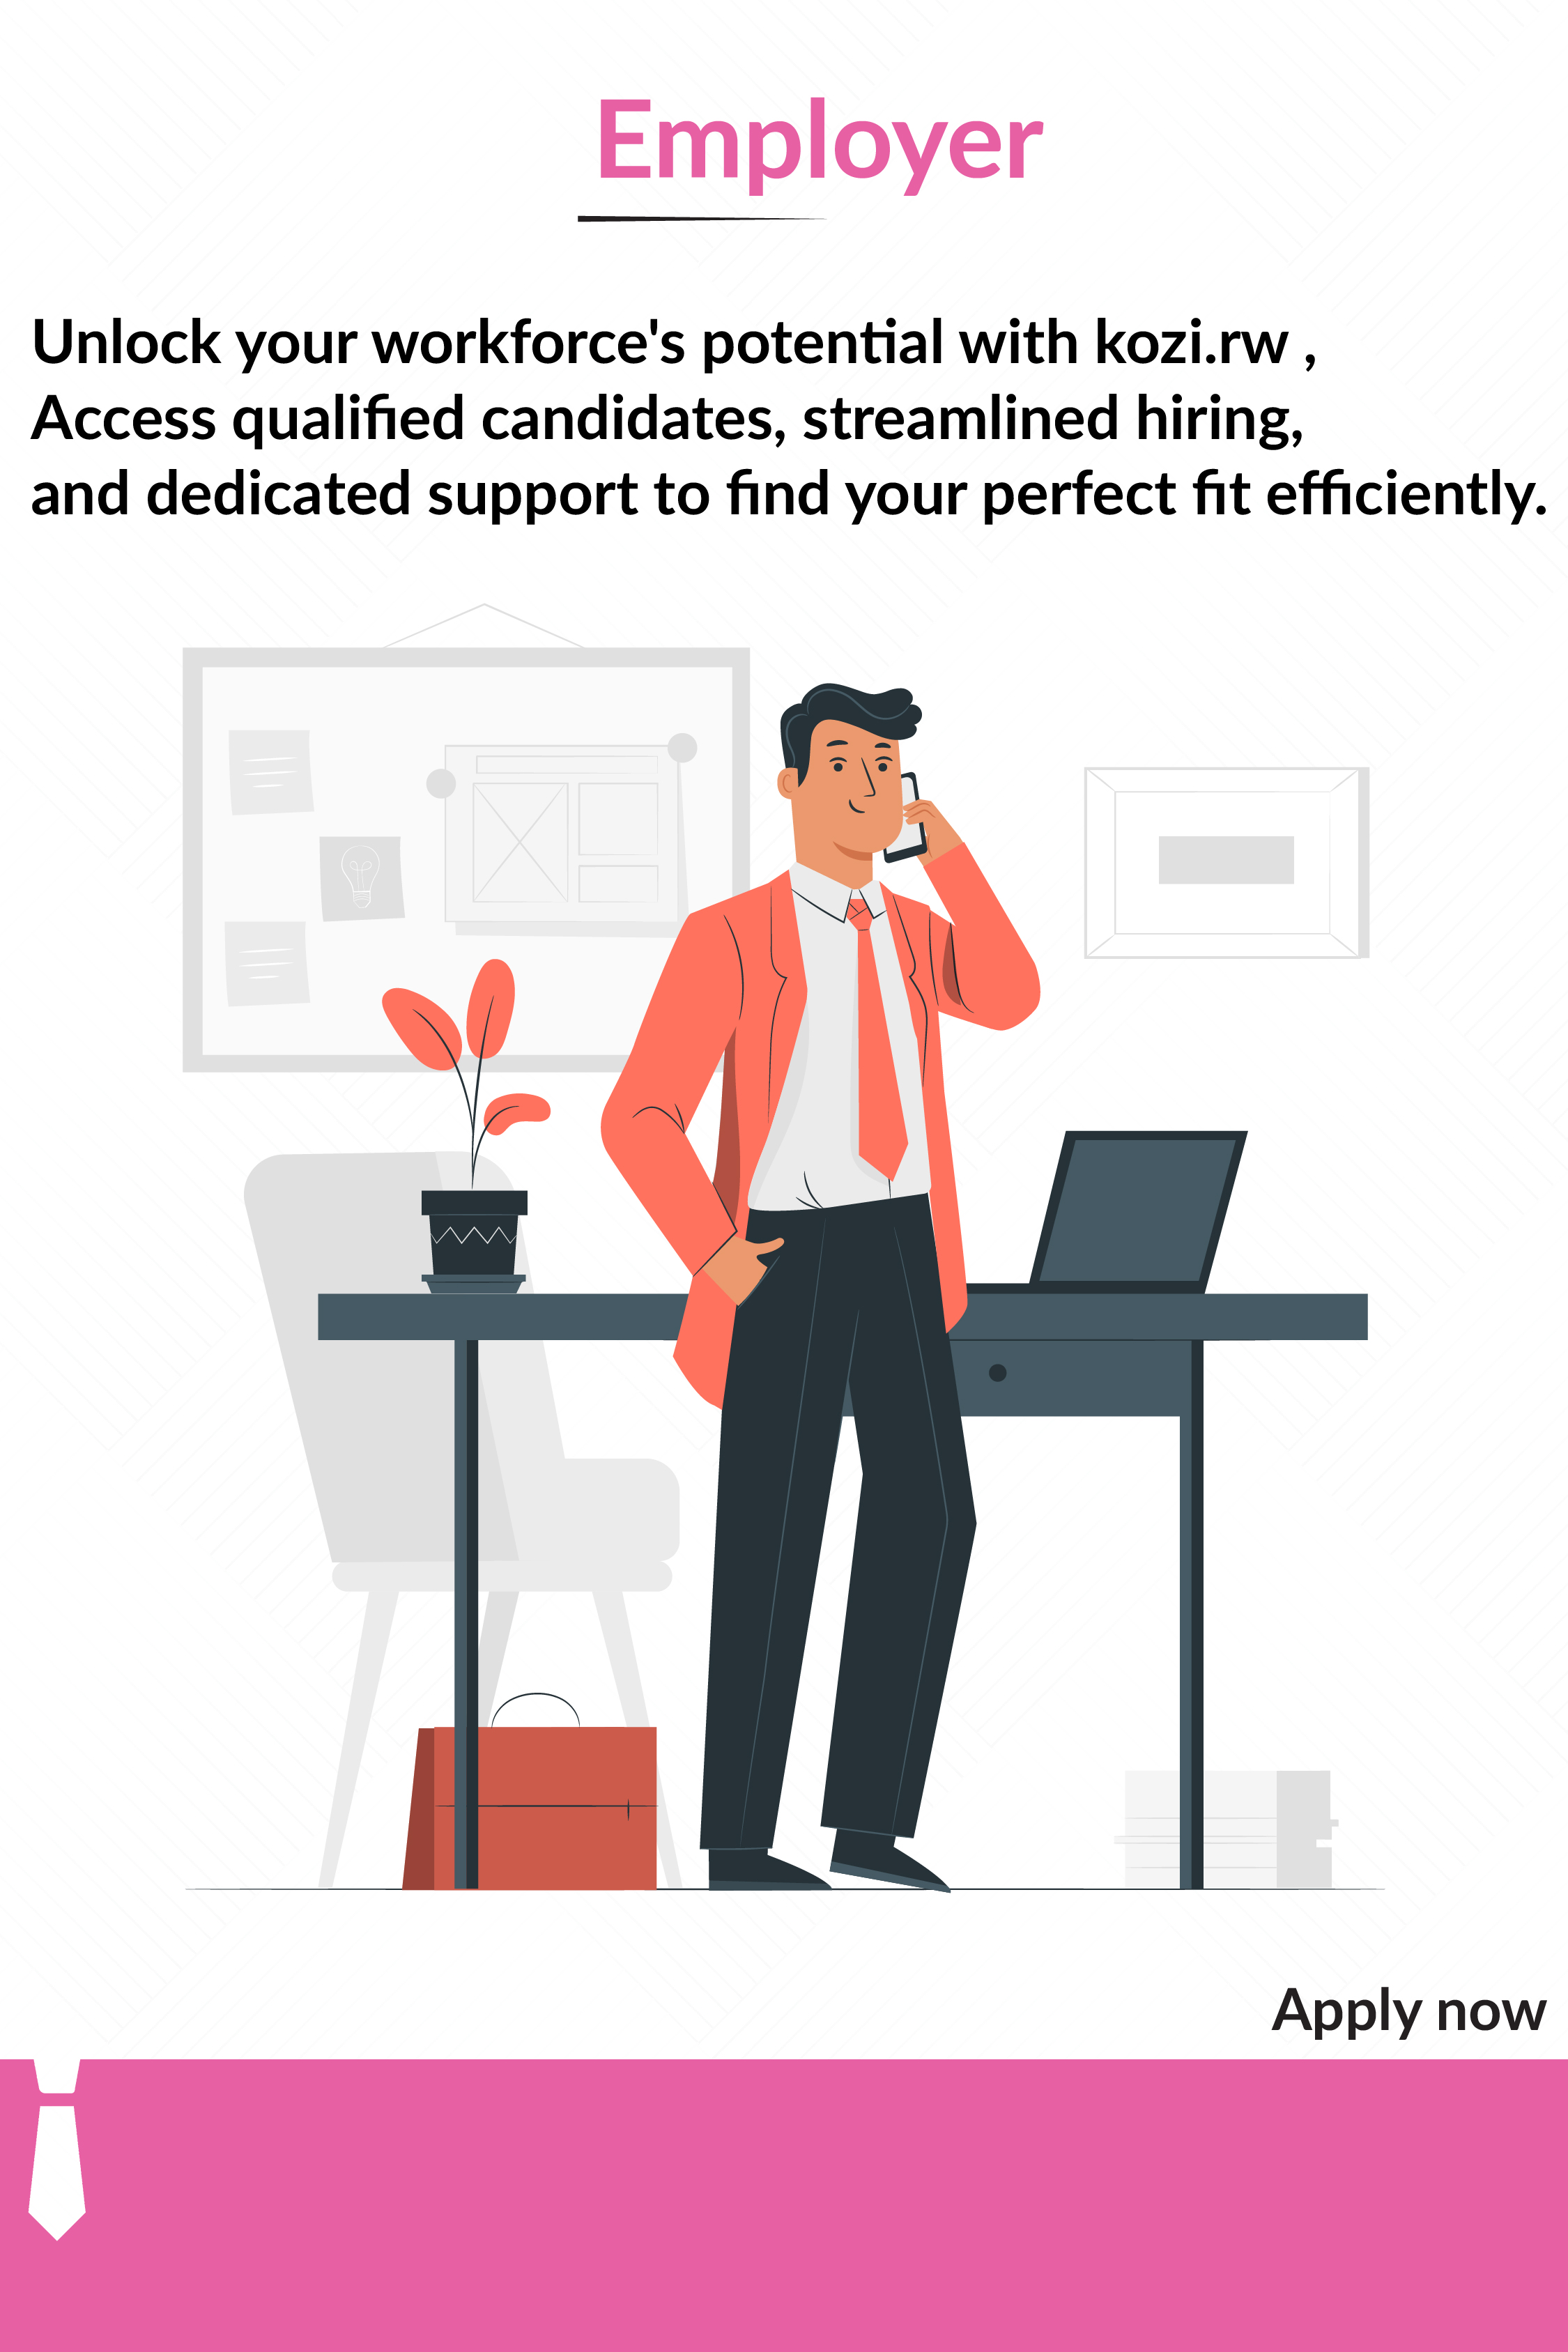 Employer
Unlock your workforce's potential with kozi.rw ,
Access qualified candidates, streamlined hiring,
and dedicated support to find your perfect fit efficiently.
Apply now